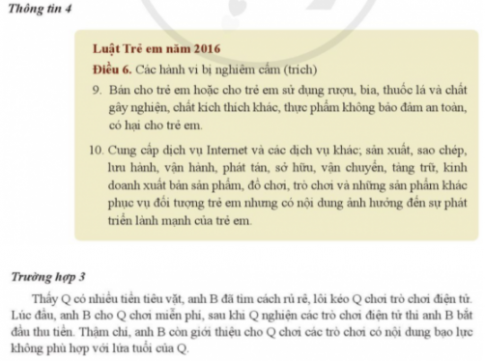 Thông tin 4
Luật Trẻ em năm 2016
Điều 6. Các hành vi bị nghiêm cấm (trích)
9. Bán cho trẻ em hoặc cho trẻ em sử dụng rượu, bia, thuốc lá và chất
gây nghiện, chất kích thích khác, thực phẩm không bảo đảm an toàn,
có hại cho trẻ em.
10. Cung cấp dịch vụ Internet và các dịch vụ khác; sản xuất, sao chép,
lưu hành, vận hành, phát tán, sở hữu, vận chuyển, tàng trữ, kinh
doanh xuất bản sản phẩm, đồ chơi, trò chơi và những sản phẩm khác
phục vụ đối tượng trẻ em nhưng có nội dung ảnh hưởng đến sự phát
triển lành mạnh của trẻ em.
Trường hợp 3
Thấy Q có nhiều tiền tiêu vặt, anh B đã tìm cách rủ rê, lôi kéo Q chơi trò chơi điện tử.
Lúc đầu, anh B cho Q chơi miễn phí, sau khi Q nghiện các trò chơi điện tử thì anh B bắt
đầu thu tiền. Thậm chí, anh B còn giới thiệu cho Q chơi các trò chơi có nội dung bạo lực
không phù hợp với lứa tuổi của Q.